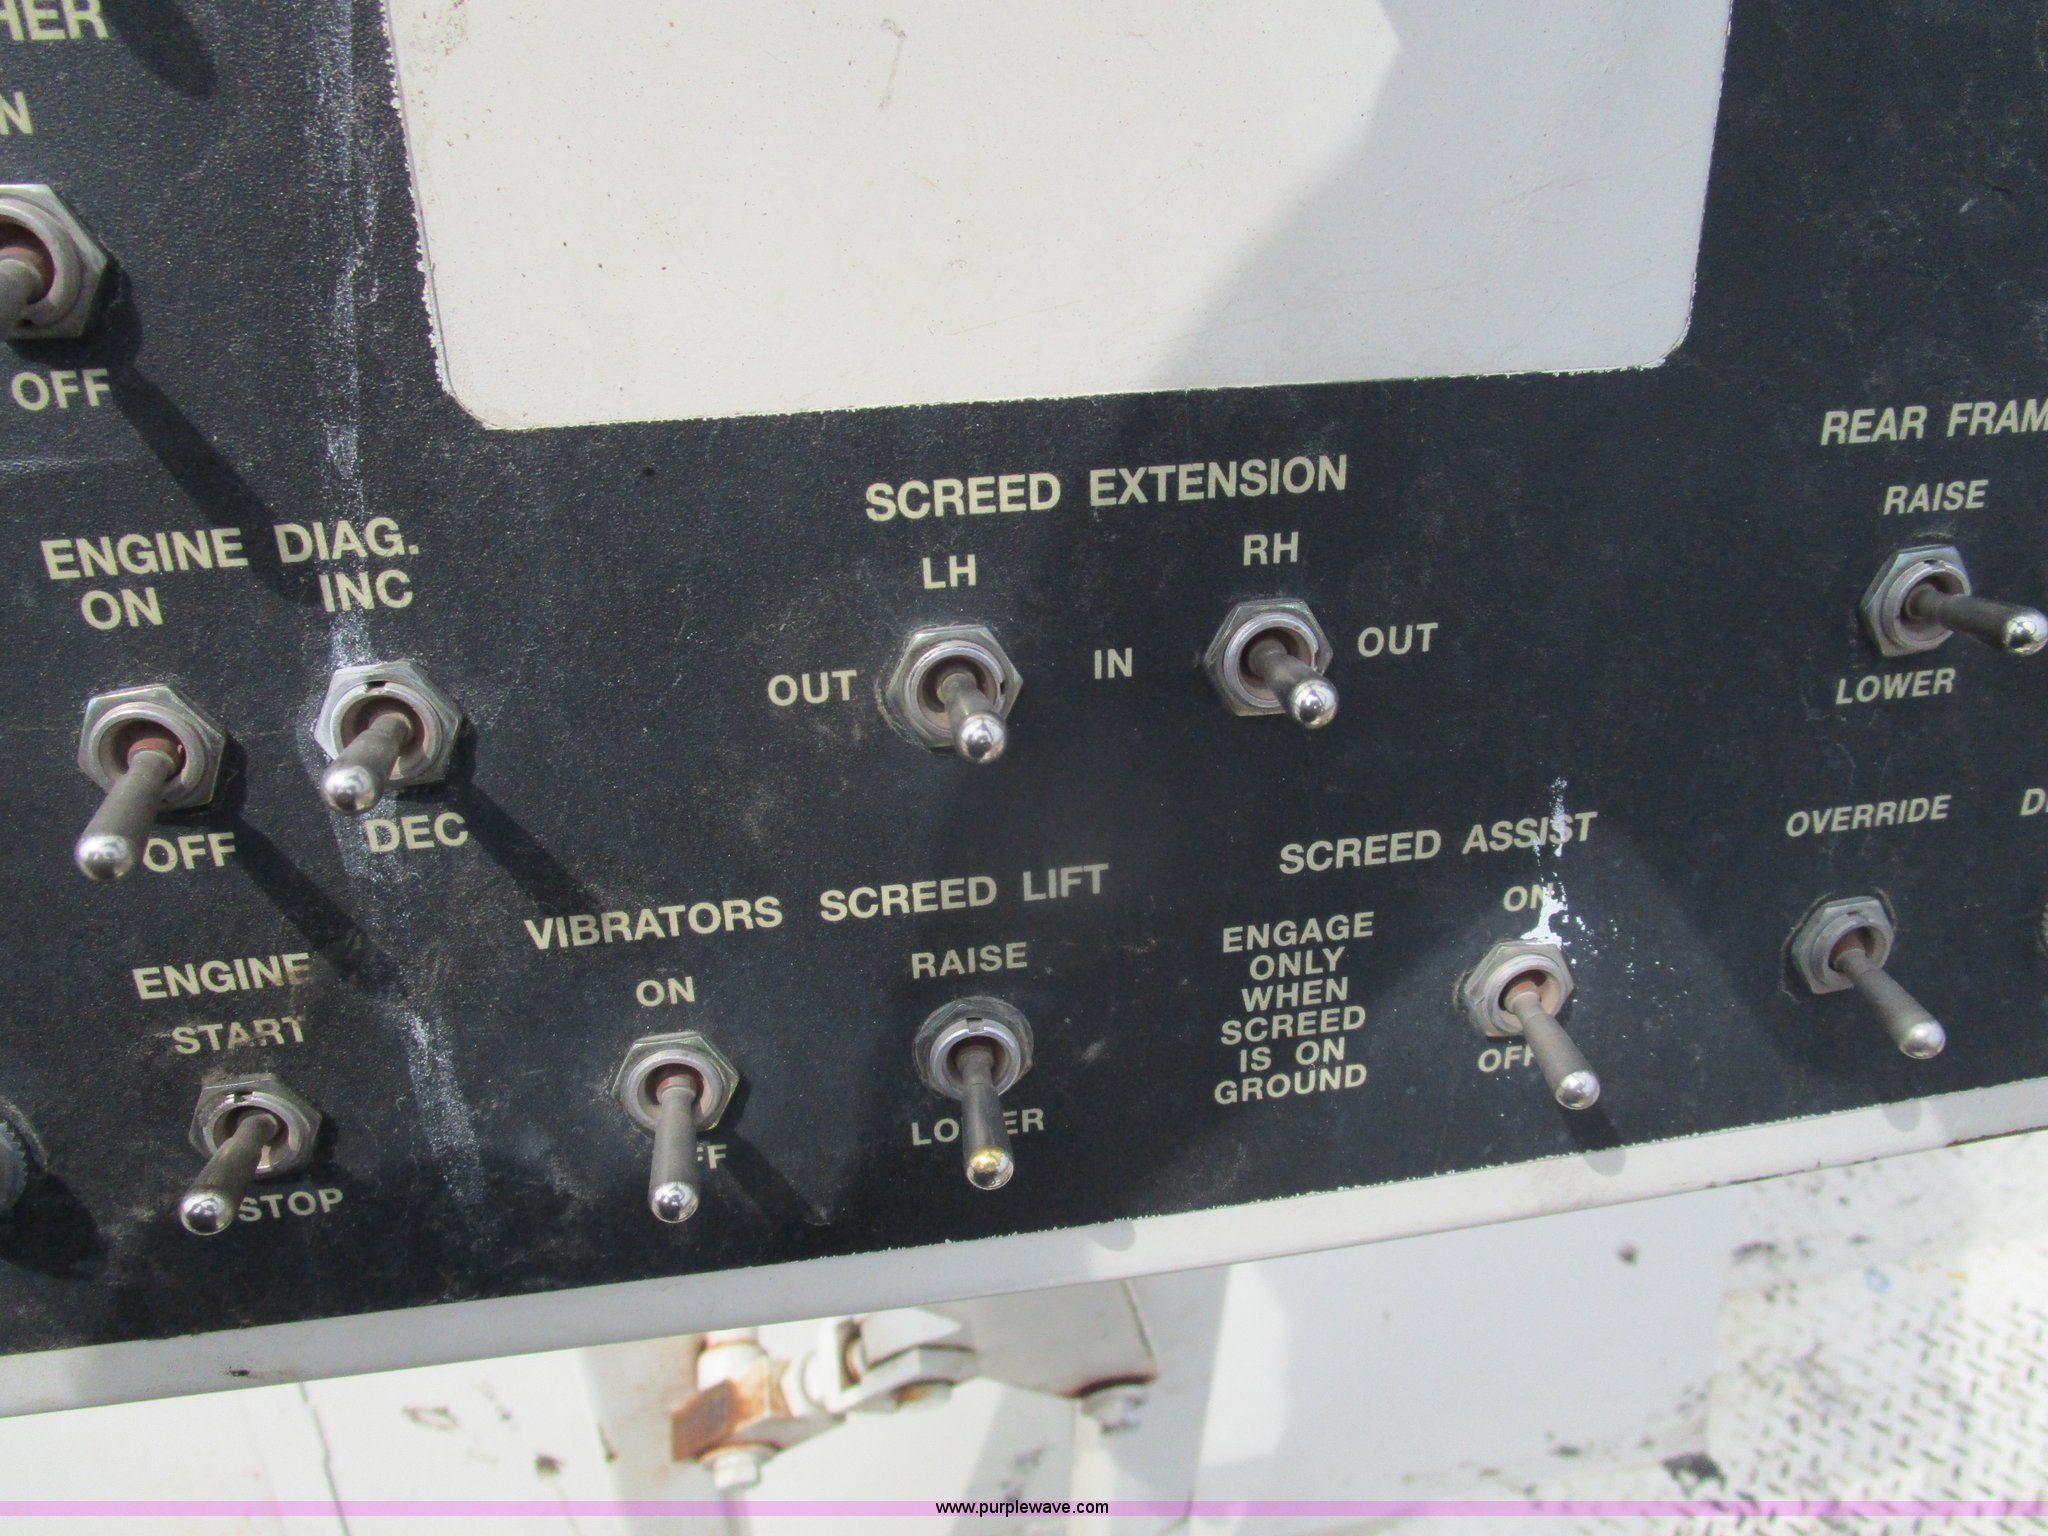 OFF
ENGINE DIAG.
ON INC
OFF DEC
ENGINE
START
STOP
SCREED EXTENSION
LH RH
OUT IN OUT
VIBRATORS
ON
SCREED LIFT
RAISE
LOWER
SCREED ASSIST
ENGAGE
ONLY
WHEN
SCREED
IS ON
GROUND
ON
OFF
REAR
RAISE
LOWER
OVERRIDE
www.purplewave.com